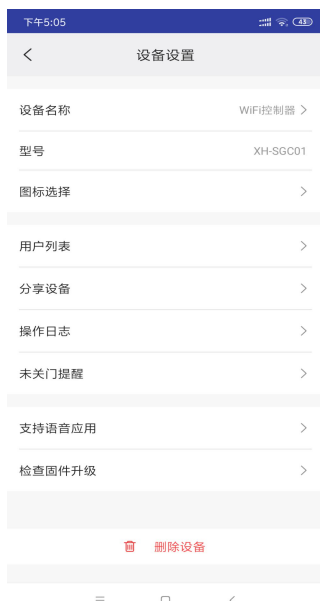 下午5:05
43
设备设置
设备名称 WiFi控制器
型号 XH-SGC01
图标选择
用户列表
分享设备
操作日志
未关门提醒
支持语音应用
检查固件升级
删除设备